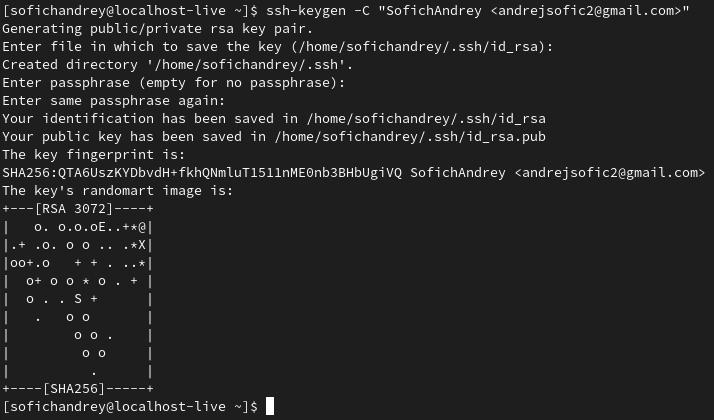 [sofichandrey@localhost-live ~]$ ssh-keygen -C "SofichAndrey <andrejsofic2@gmail.com>"
Generating public/private rsa key pair.
Enter file in which to save the key (/home/sofichandrey/.ssh/id_rsa):
Created directory '/home/sofichandrey/.ssh'.
Enter passphrase (empty for no passphrase):
Enter same passphrase again:
Your identification has been saved in /home/sofichandrey/.ssh/id_rsa
Your public key has been saved in /home/sofichandrey/.ssh/id_rsa.pub
The key fingerprint is:
SHA256:QTA6UszKYDbvdH+fkhQNmluT1511nME0nb3BHbUgiVQ SofichAndrey <andrejsofic2@gmail.com>
The key's randomart image is:
+---[RSA 3072]----+
|   o. o.o.oE..+*@|
|.+ .o. o o .. .*X|
|oo+.o   + + . ..*|
|  o+ o o * o . + |
|  o . . S +      |
|   .   o o       |
|        o o .    |
|         o o     |
|          .      |
+----[SHA256]-----+
[sofichandrey@localhost-live ~]$